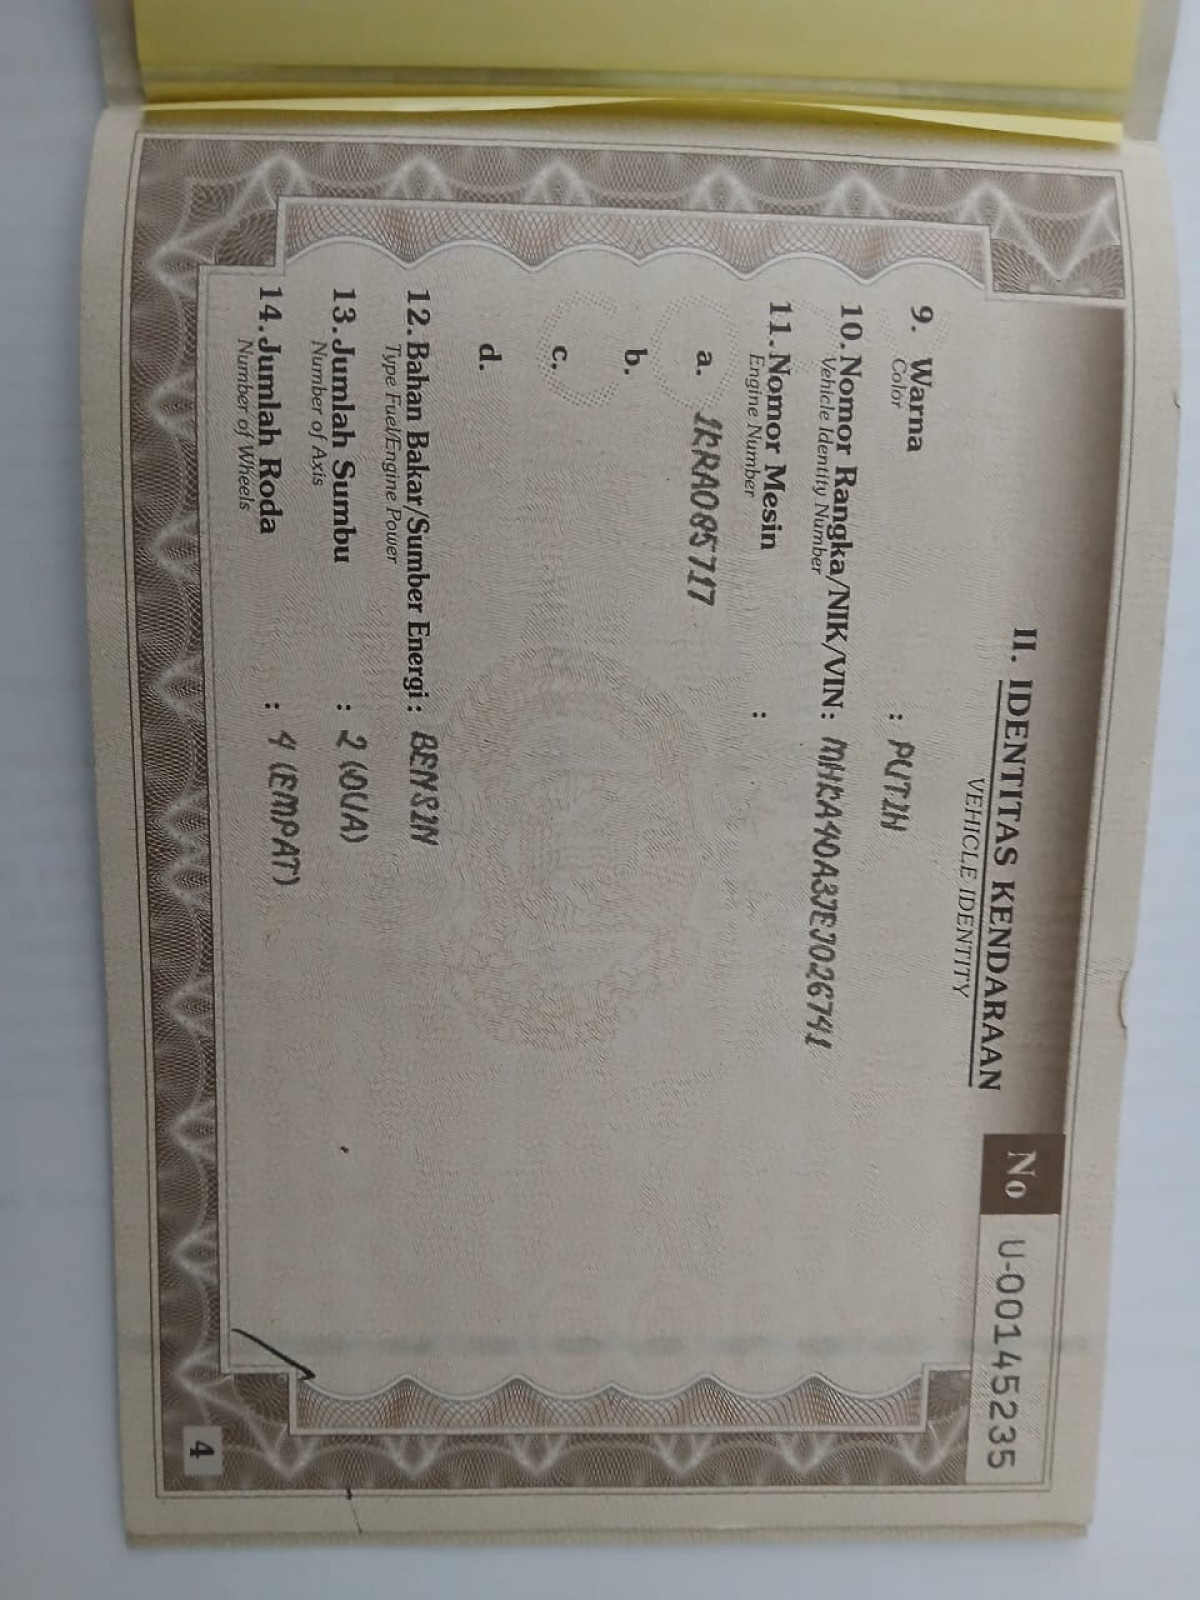 II. IDENTITAS KENDARAAN
VEHICLE IDENTITY
No U-00145235
9. Warna : PUTIH
Color
10. Nomor Rangka/NIK/VIN : MHKA40A3JEJ026741
Vehicle Identity Number
11. Nomor Mesin :
Engine Number
a. 1KRA085717
b.
c.
d.
12. Bahan Bakar/Sumber Energi : BENSIN
Type Fuel/Engine Power
13. Jumlah Sumbu : 2 (DUA)
Number of Axis
14. Jumlah Roda : 4 (EMPAT)
Number of Wheels
4